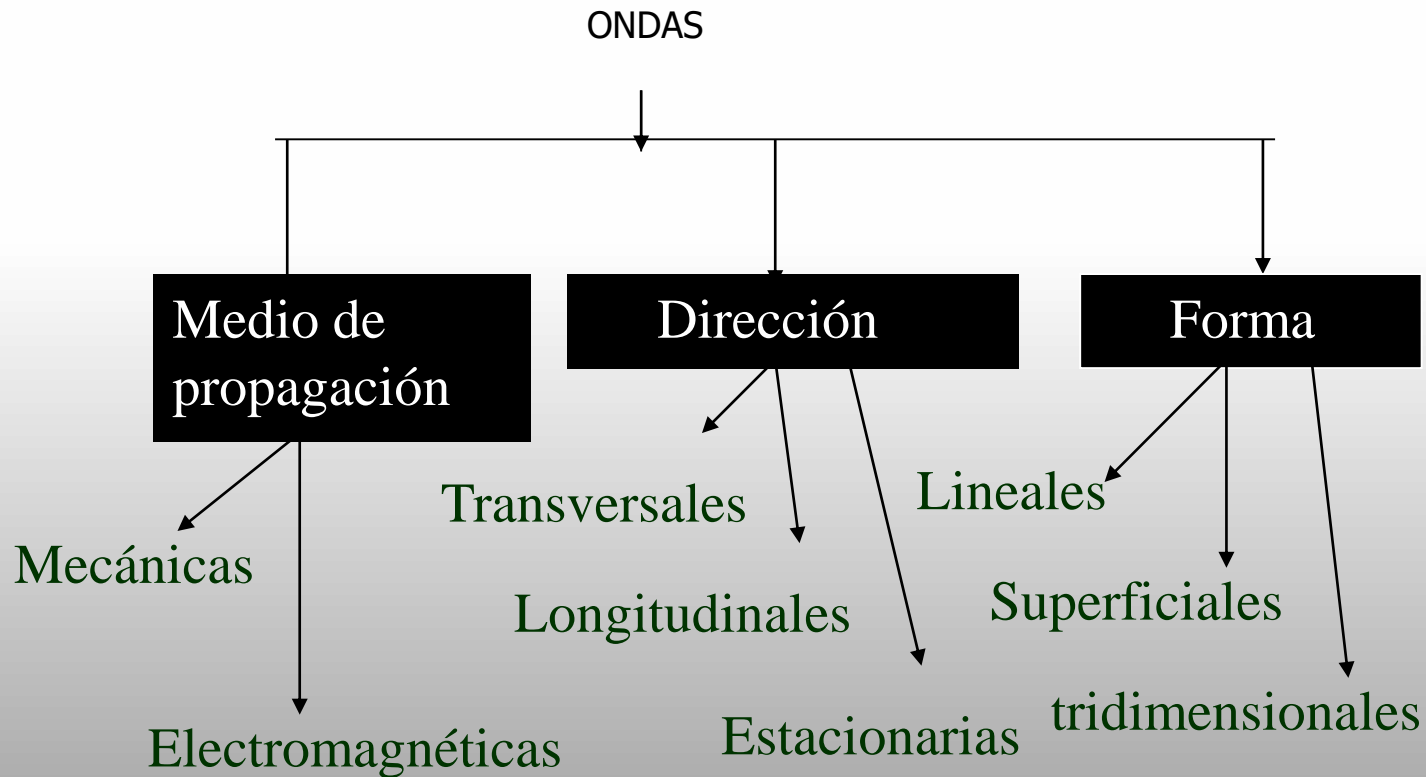 ONDAS
Medio de
propagación
Dirección
Forma
Mecánicas
Electromagnéticas
Transversales
Longitudinales
Estacionarias
Lineales
Superficiales
tridimensionales